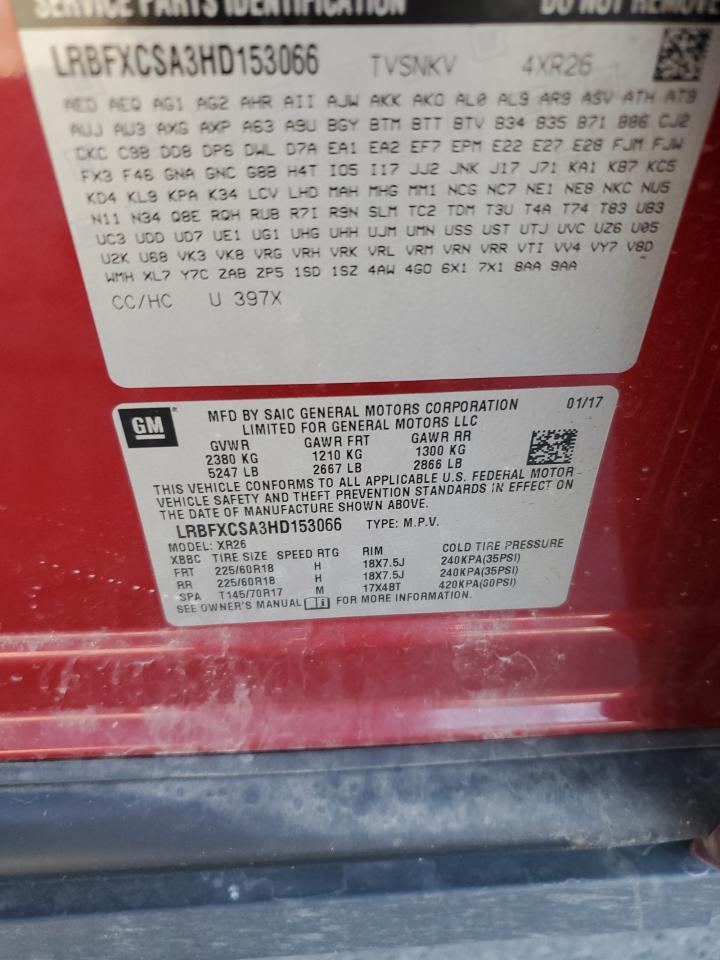 SERVICE PARTS IDENTIFICATION DO NOT REMOVE
LRBFXCSA3HD153066 TVSNKV 4XR26
AED AEQ AG1 AG2 AHR AII AJW AKK AKO AL0 AL9 AR9 ASV ATH AT9
AUJ AU3 AXG AXP A63 A9U BGY BTM BTT BTV B34 B35 B71 B86 CJ2
CKC C9B DD8 DP6 DWL D7A EA1 EA2 EF7 EPM E22 E27 E28 FJM FJW
FX3 F46 GNA GNC G8B H4T IO5 I17 JJ2 JNK J17 J71 KA1 KB7 KC5
KD4 KL9 KPA K34 LCV LHD MAH MHG MM1 NCG NC7 NE1 NE8 NKC NU5
N11 N34 Q8E RQH RU8 R7I R9N SLM TC2 TDM T3U T4A T74 T83 U83
UC3 UDD UD7 UE1 UG1 UHG UHH UJM UMN USS UST UTJ UVC UZ6 U05
U2K U68 VK3 VK8 VRG VRH VRK VRL VRM VRN VRR VTI VV4 VY7 V8D
WMH XL7 Y7C ZAB ZP5 1SD 1SZ 4AW 4GO 6X1 7X1 8AA 9AA
CC/HC U 397X
GM ® MFD BY SAIC GENERAL MOTORS CORPORATION 01/17
LIMITED FOR GENERAL MOTORS LLC
GVWR GAWR FRT GAWR RR
2380 KG 1210 KG 1300 KG
5247 LB 2667 LB 2866 LB
THIS VEHICLE CONFORMS TO ALL APPLICABLE U.S. FEDERAL MOTOR
VEHICLE SAFETY AND THEFT PREVENTION STANDARDS IN EFFECT ON
THE DATE OF MANUFACTURE SHOWN ABOVE.
LRBFXCSA3HD153066 TYPE: M.P.V.
MODEL: XR26
XBBC TIRE SIZE SPEED RTG RIM COLD TIRE PRESSURE
FRT 225/60R18 H 18X7.5J 240KPA(35PSI)
RR 225/60R18 H 18X7.5J 240KPA(35PSI)
SPA T145/70R17 M 17X4BT 420KPA(60PSI)
SEE OWNER'S MANUAL FOR MORE INFORMATION.